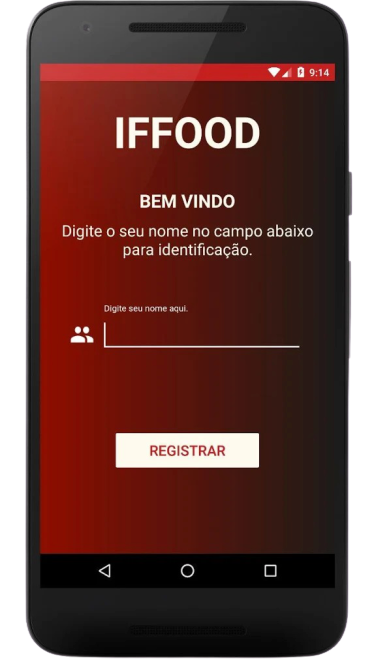 9:14
IFFOOD
BEM VINDO
Digite o seu nome no campo abaixo
para identificação.
Digite seu nome aqui.
REGISTRAR